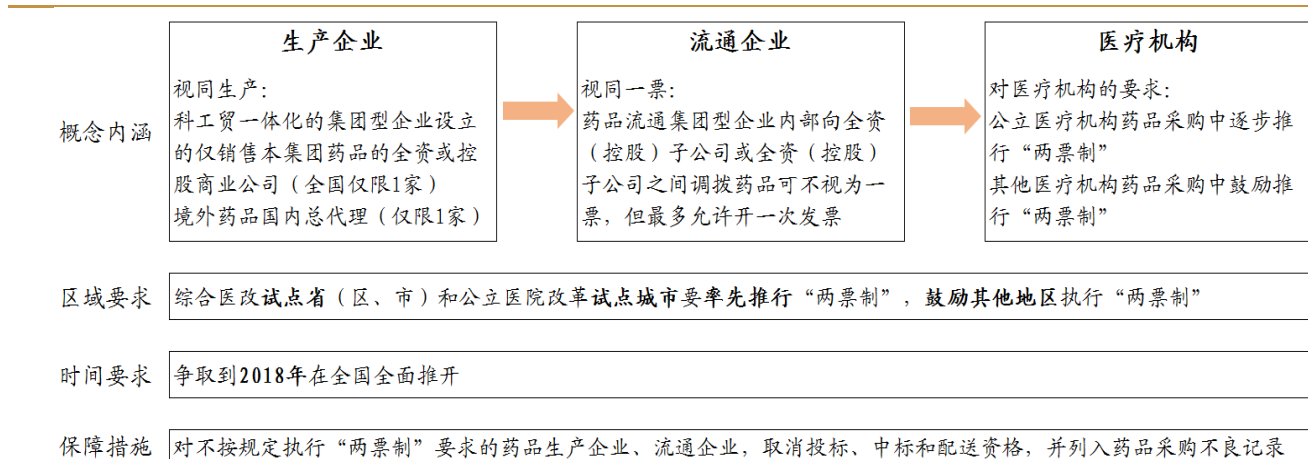 生产企业
视同生产：
科工贸一体化的集团型企业设立
的仅销售本集团药品的全资或控
股商业公司（全国仅限1家）
境外药品国内总代理（仅限1家）
流通企业
视同一票：
药品流通集团型企业内部向全资
（控股）子公司或全资（控股）
子公司之间调拨药品可不视为一
票，但最多允许开一次发票
医疗机构
对医疗机构的要求：
公立医疗机构药品采购中逐步推
行“两票制”
其他医疗机构药品采购中鼓励推
行“两票制”
概念内涵
区域要求
综合医改试点省（区、市）和公立医院改革试点城市要率先推行“两票制”，鼓励其他地区执行“两票制”
时间要求
争取到2018年在全国全面推开
保障措施
对不按规定执行“两票制”要求的药品生产企业、流通企业，取消投标、中标和配送资格，并列入药品采购不良记录